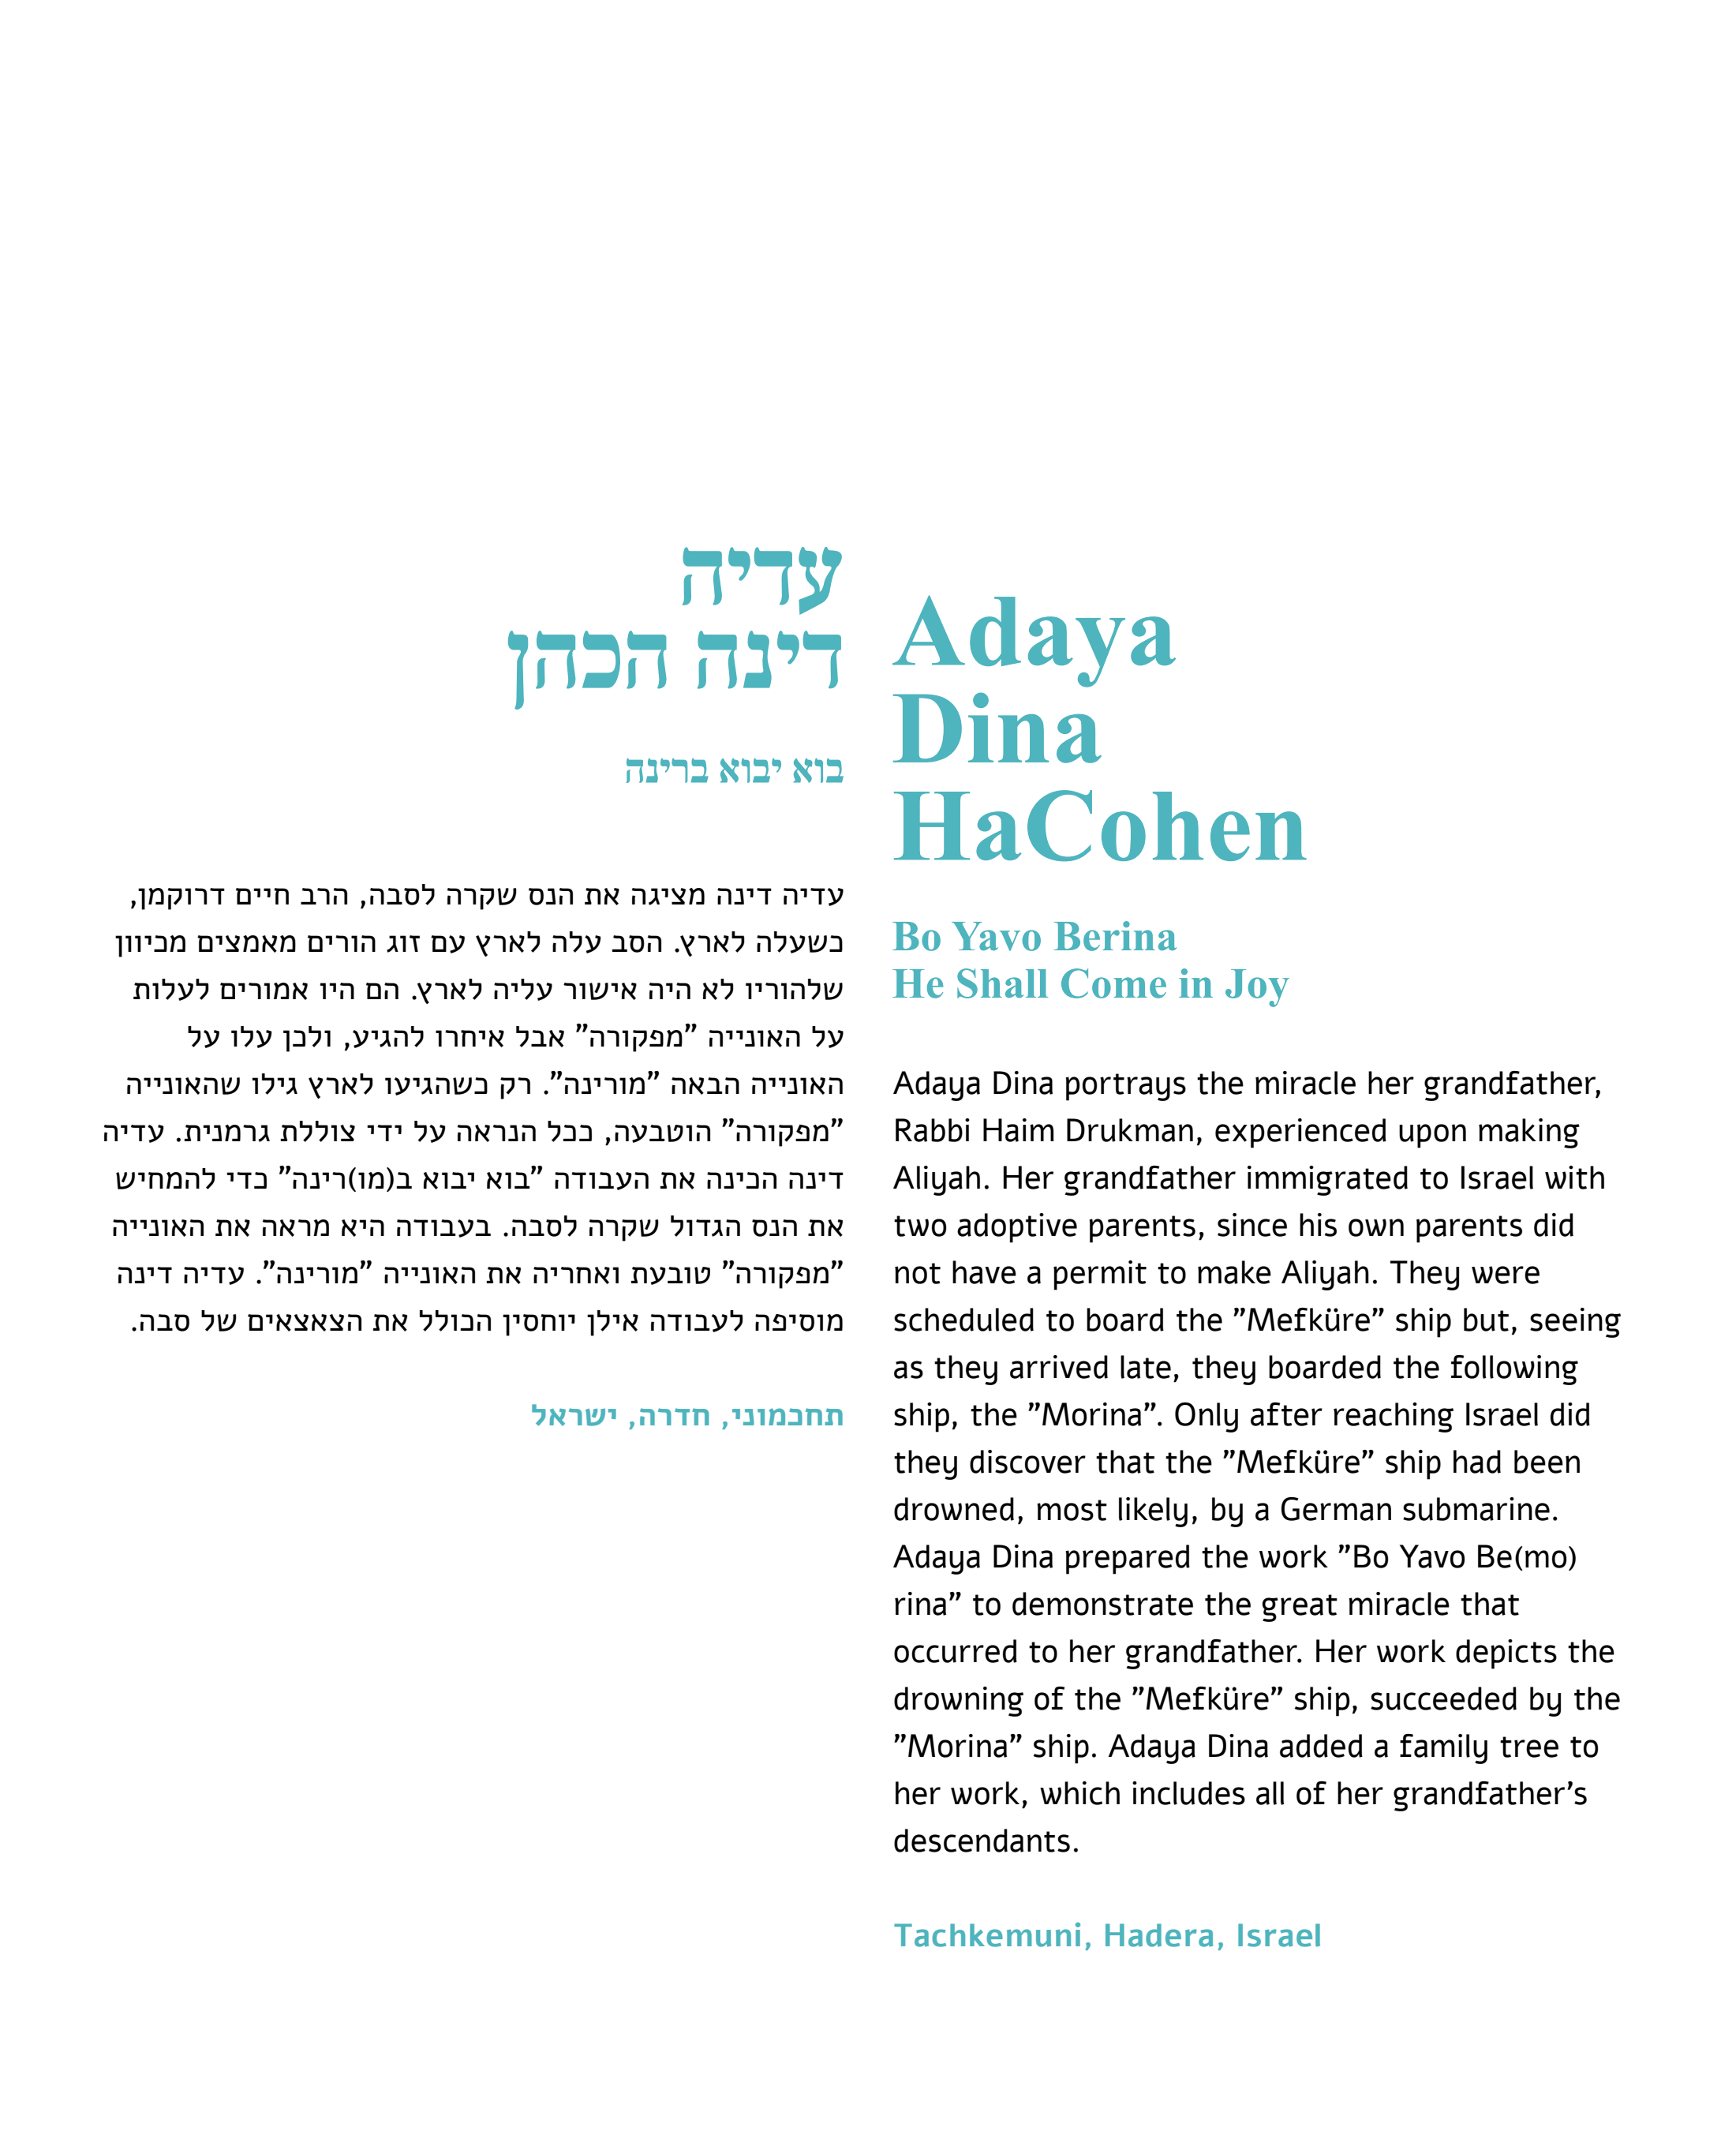 עדיה
דינה הכהן
בוא יבוא ברינה
עדיה דינה מציגה את הנס שקרה לסבה, הרב חיים דרוקמן,
כשעלה לארץ. הסב עלה לארץ עם זוג הורים מאמצים מכיוון
שלהוריו לא היה אישור עליה לארץ. הם היו אמורים לעלות
על האונייה ”מפקורה” אבל איחרו להגיע, ולכן עלו על
האונייה הבאה ”מורינה”. רק כשהגיעו לארץ גילו שהאונייה
”מפקורה” הוטבעה, ככל הנראה על ידי צוללת גרמנית. עדיה
דינה הכינה את העבודה ”בוא יבוא ב(מו)רינה” כדי להמחיש
את הנס הגדול שקרה לסבה. בעבודה היא מראה את האונייה
”מפקורה” טובעת ואחריה את האונייה ”מורינה”. עדיה דינה
מוסיפה לעבודה אילן יוחסין הכולל את הצאצאים של סבה.
תחכמוני, חדרה, ישראל
Adaya
Dina
HaCohen
Bo Yavo Berina
He Shall Come in Joy
Adaya Dina portrays the miracle her grandfather,
Rabbi Haim Drukman, experienced upon making
Aliyah. Her grandfather immigrated to Israel with
two adoptive parents, since his own parents did
not have a permit to make Aliyah. They were
scheduled to board the ”Mefküre” ship but, seeing
as they arrived late, they boarded the following
ship, the ”Morina”. Only after reaching Israel did
they discover that the ”Mefküre” ship had been
drowned, most likely, by a German submarine.
Adaya Dina prepared the work ”Bo Yavo Be(mo)
rina” to demonstrate the great miracle that
occurred to her grandfather. Her work depicts the
drowning of the ”Mefküre” ship, succeeded by the
”Morina” ship. Adaya Dina added a family tree to
her work, which includes all of her grandfather’s
descendants.
Tachkemuni, Hadera, Israel